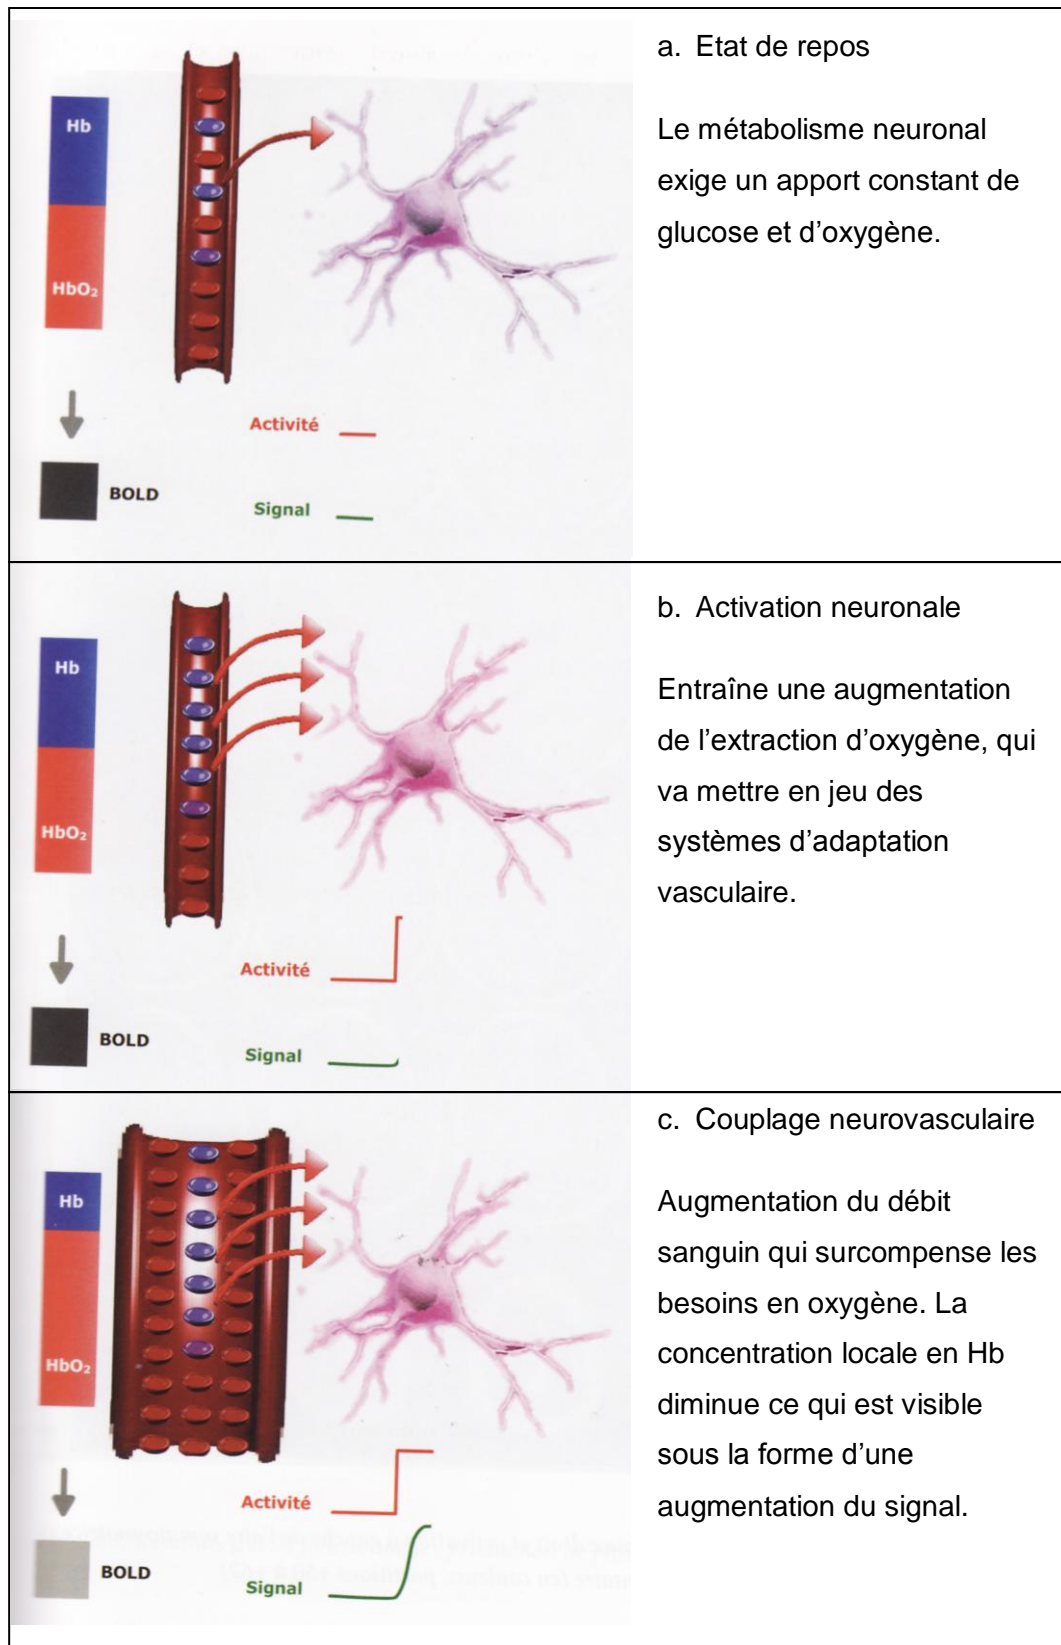 a. Etat de repos
Le métabolisme neuronal
exige un apport constant de
glucose et d’oxygène.
Hb
HbO₂
BOLD
Activité
Signal
b. Activation neuronale
Entraîne une augmentation
de l’extraction d’oxygène, qui
va mettre en jeu des
systèmes d’adaptation
vasculaire.
Hb
HbO₂
BOLD
Activité
Signal
c. Couplage neurovasculaire
Augmentation du débit
sanguin qui surcompense les
besoins en oxygène. La
concentration locale en Hb
diminue ce qui est visible
sous la forme d’une
augmentation du signal.
Hb
HbO₂
BOLD
Activité
Signal